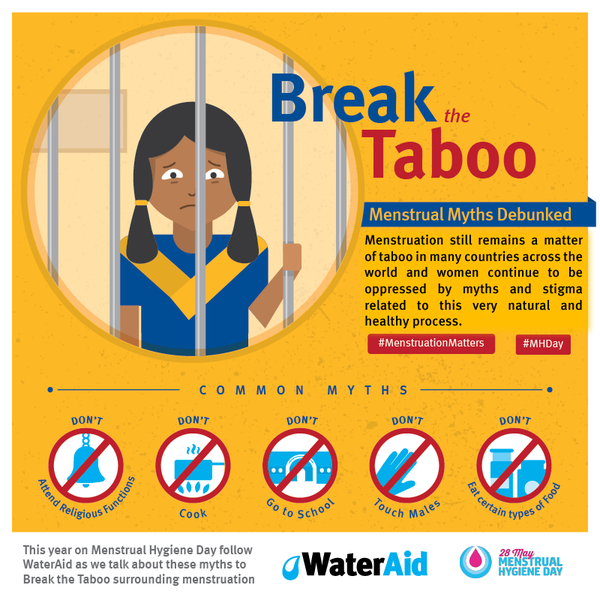 Break the
Taboo
Menstrual Myths Debunked
Menstruation still remains a matter
of taboo in many countries across the
world and women continue to be
oppressed by myths and stigma
related to this very natural and
healthy process.
#MenstruationMatters #MHDay
COMMON MYTHS
DON'T
Attend Religious Functions
DON'T
Cook
DON'T
Go to School
DON'T
Touch Males
DON'T
Eat certain types of Food
This year on Menstrual Hygiene Day follow
WaterAid as we talk about these myths to
Break the Taboo surrounding menstruation
WaterAid
28 May
MENSTRUAL
HYGIENE DAY